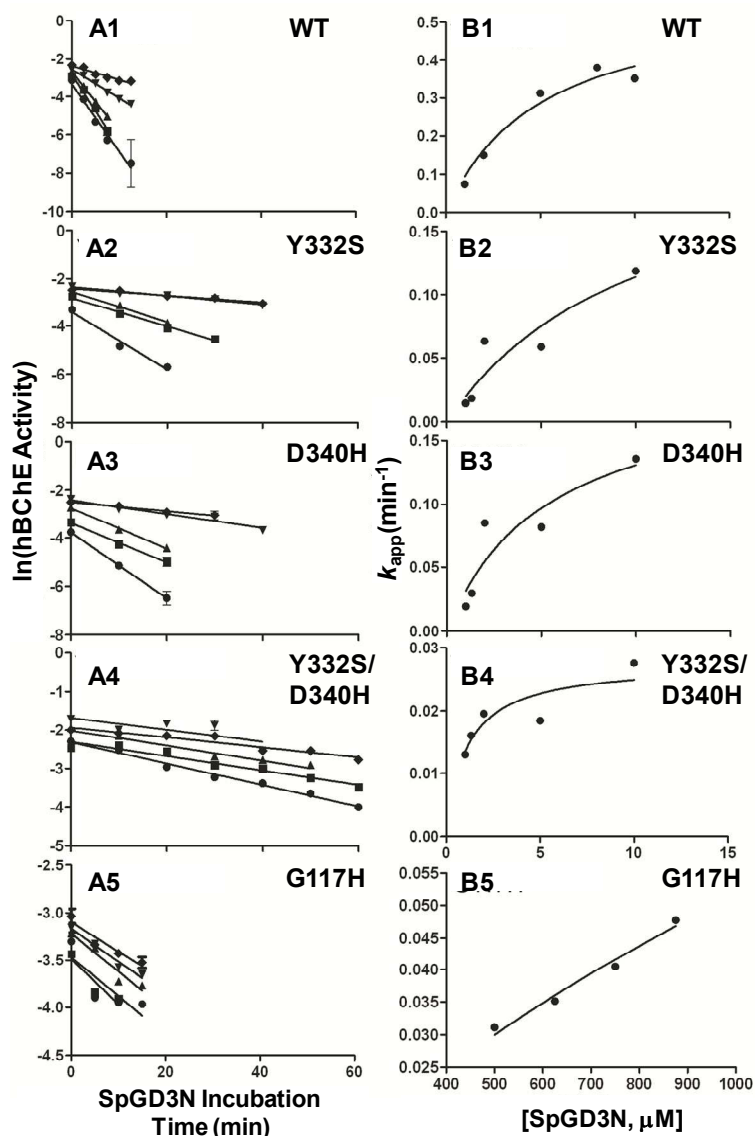 A1 WT
0
-2
-4
-6
-8
-10
B1 WT
0.5
0.4
0.3
0.2
0.1
0.0
A2 Y332S
0
-2
-4
-6
-8
B2 Y332S
0.15
0.10
0.05
0.00
A3 D340H
0
-2
-4
-6
-8
B3 D340H
0.15
0.10
0.05
0.00
A4 Y332S/
D340H
0
-1
-2
-3
-4
-5
B4 Y332S/
D340H
0.03
0.02
0.01
0.00
0 5 10 15
A5 G117H
-2.5
-3.0
-3.5
-4.0
-4.5
0 20 40 60
B5 G117H
0.055
0.050
0.045
0.040
0.035
0.030
0.025
400 500 600 700 800 900 1000
ln(hBChE Activity)
kapp(min-1)
SpGD3N Incubation
Time (min)
[SpGD3N, μM]